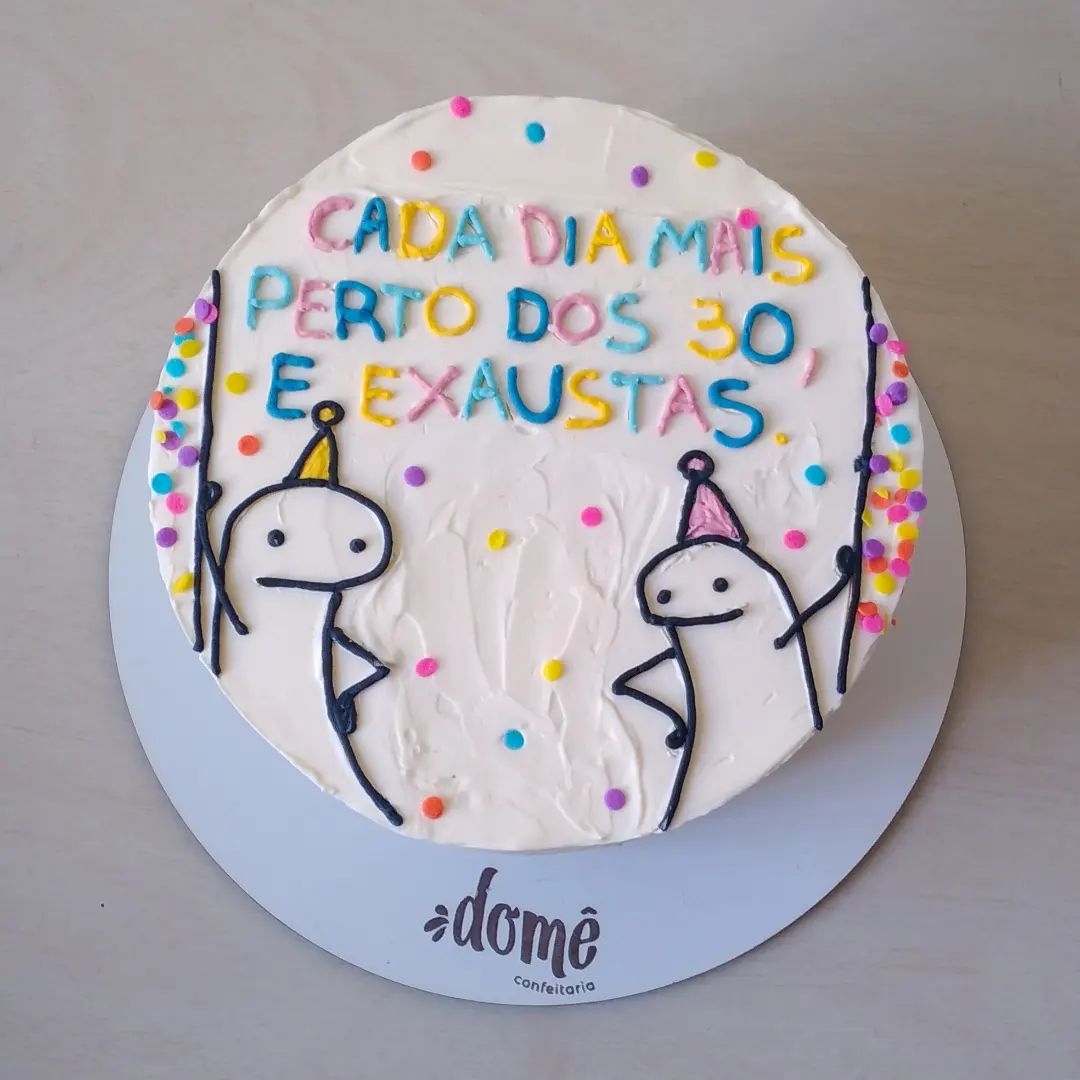 CADA DIA MAIS
PERTO DOS 30,
E EXAUSTAS.
domê
confeitaria